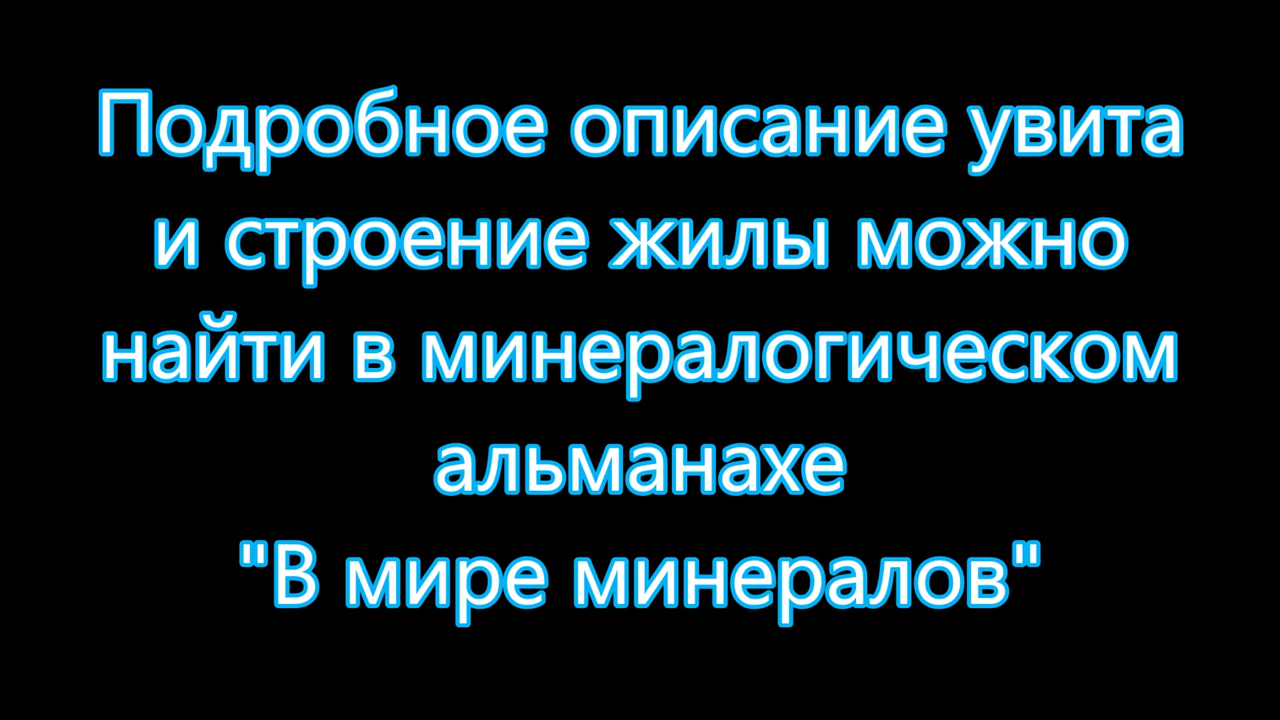 Подробное описание увита
и строение жилы можно
найти в минералогическом
альманахе
"В мире минералов"